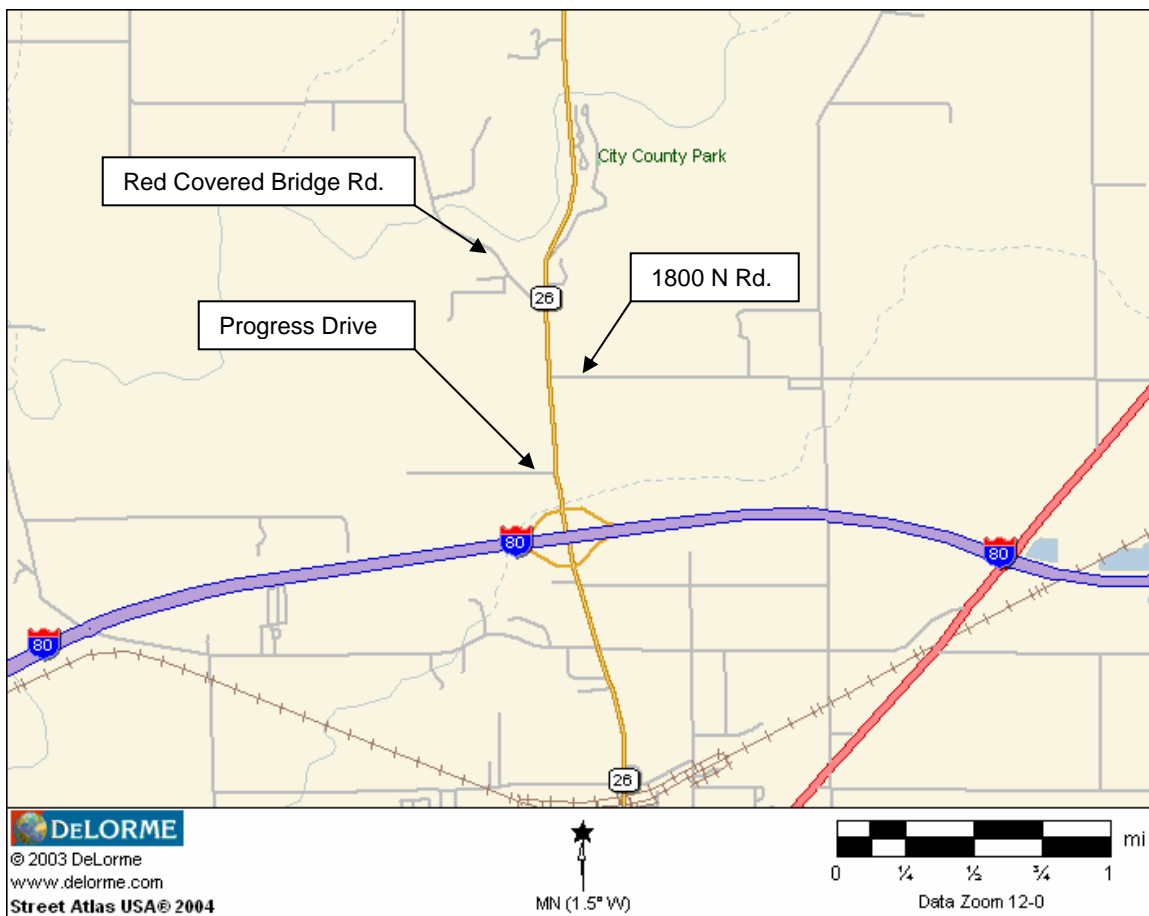 City County Park
Red Covered Bridge Rd.
1800 N Rd.
26
Progress Drive
80
80
80
26
DELORME
© 2003 DeLorme
www.delorme.com
Street Atlas USA® 2004
MN (1.5° W)
mi
0 ¼ ½ ¾ 1
Data Zoom 12-0